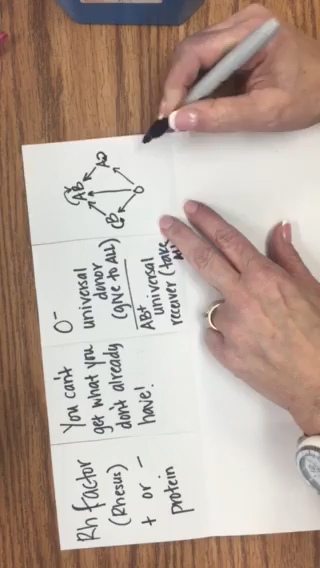 Rh factor
(Rhesus)
+ or −
protein
You can't
get what you
don't already
have!
O-
universal
donor
(give to ALL)
AB+
universal
receiver (take
AB
A
B
O